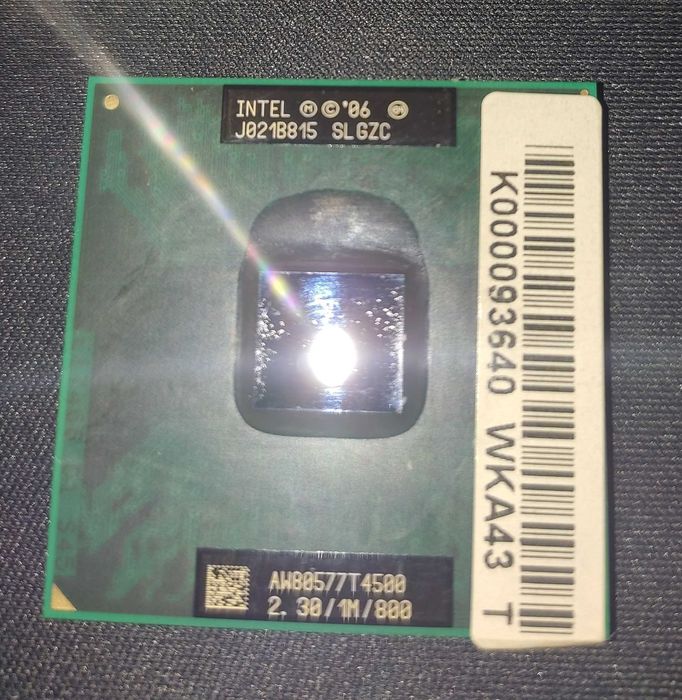 INTEL Ⓜ ©'06
J021B815 SLGZC
K000093640 WKA43 T
AW80577T4500
2.30/1M/800